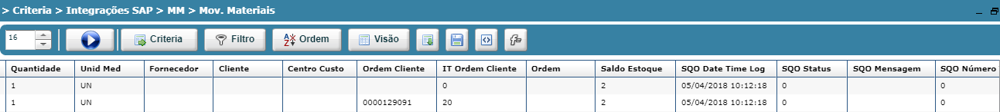 > Criteria > Integrações SAP > MM > Mov. Materiais
16 Criteria Filtro Ordem Visão
Quantidade Unid Med Fornecedor Cliente Centro Custo Ordem Cliente IT Ordem Cliente Ordem Saldo Estoque SQO Date Time Log SQO Status SQO Mensagem SQO Número
1 UN 0 2 05/04/2018 10:12:18 0 0
1 UN 0000129091 20 2 05/04/2018 10:12:18 0 0